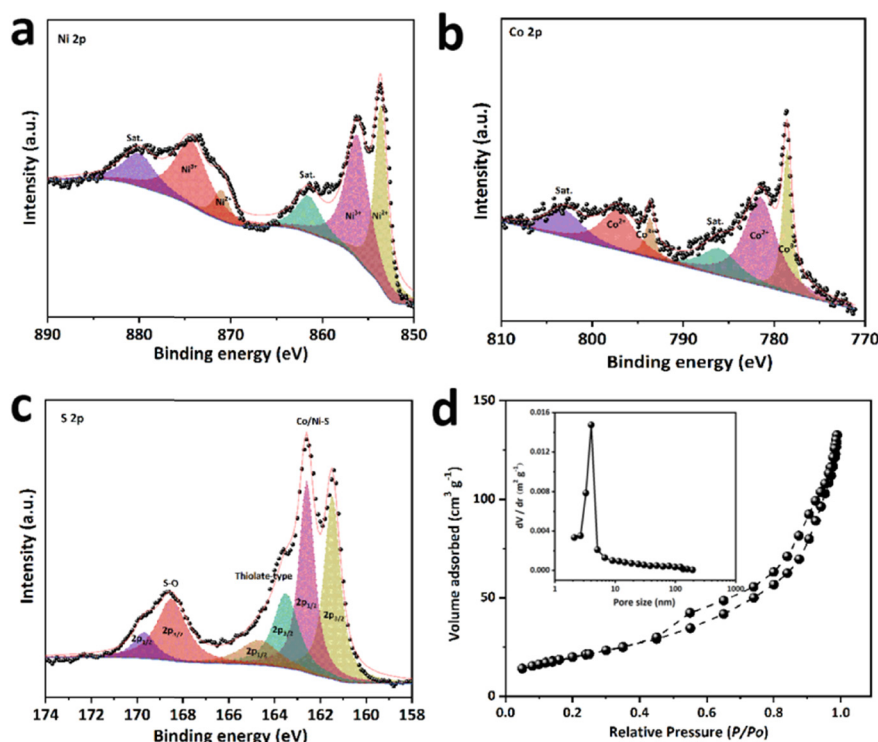 a
Ni 2p
Sat.
Ni³⁺
Ni²⁺
Sat.
Ni³⁺
Ni²⁺
Intensity (a.u.)
890 880 870 860 850
Binding energy (eV)
b
Co 2p
Sat.
Co²⁺
Sat.
Co²⁺
Intensity (a.u.)
810 800 790 780 770
Binding energy (eV)
c
S 2p
Co/Ni-S
Thiolate-type
S-O
2p₁/₂
2p₃/₂
2p₁/₂
2p₃/₂
2p₁/₂
2p₃/₂
Intensity (a.u.)
174 172 170 168 166 164 162 160 158
Binding energy (eV)
d
150
100
50
0
Volume adsorbed (cm³ g⁻¹)
0.0 0.2 0.4 0.6 0.8 1.0
Relative Pressure (P/Po)
0.016
0.012
0.008
0.004
0.000
dV / dr (m² g⁻¹)
1 10 100 1000
Pore size (nm)